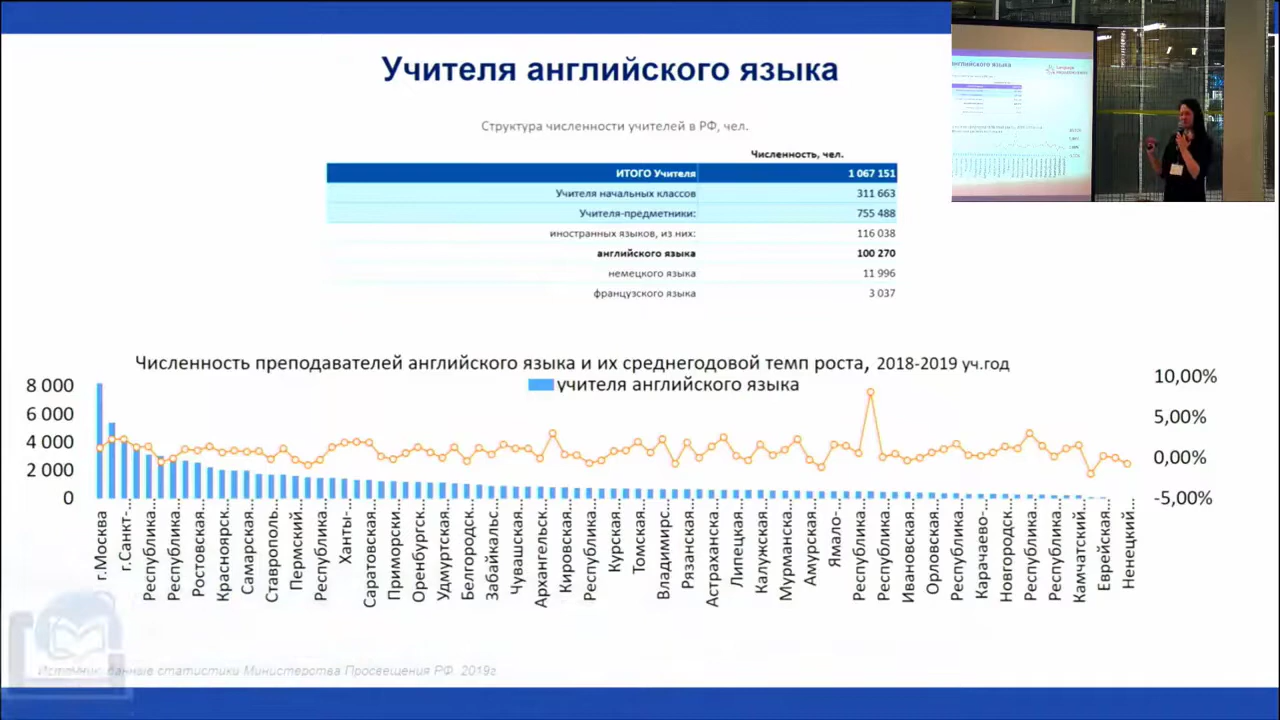 Учителя английского языка
Структура численности учителей в РФ, чел.
Численность, чел.
ИТОГО Учителя 1 067 151
Учителя начальных классов 311 663
Учителя-предметники: 755 488
иностранных языков, из них: 116 038
английского языка 100 270
немецкого языка 11 996
французского языка 3 037
Численность преподавателей английского языка и их среднегодовой темп роста, 2018-2019 уч.год
учителя английского языка
8 000
6 000
4 000
2 000
0
10,00%
5,00%
0,00%
-5,00%
г.Москва
г.Санкт-…
Республика…
Республика…
Ростовская…
Красноярск…
Самарская…
Ставрополь…
Пермский…
Республика…
Ханты-…
Саратовская…
Приморски…
Оренбургск…
Удмуртская…
Белгородск…
Забайкальс…
Чувашская…
Архангельск…
Кировская…
Республика…
Курская…
Томская…
Владимирс…
Рязанская…
Астраханска…
Липецкая…
Калужская…
Мурманска…
Амурская…
Ямало-…
Республика…
Республика…
Ивановская…
Орловская…
Республика…
Карачаево-…
Новгородск…
Республика…
Республика…
Камчатский…
Еврейская…
Ненецкий…
Источник: данные статистики Министерства Просвещения РФ 2019г.
английского языка